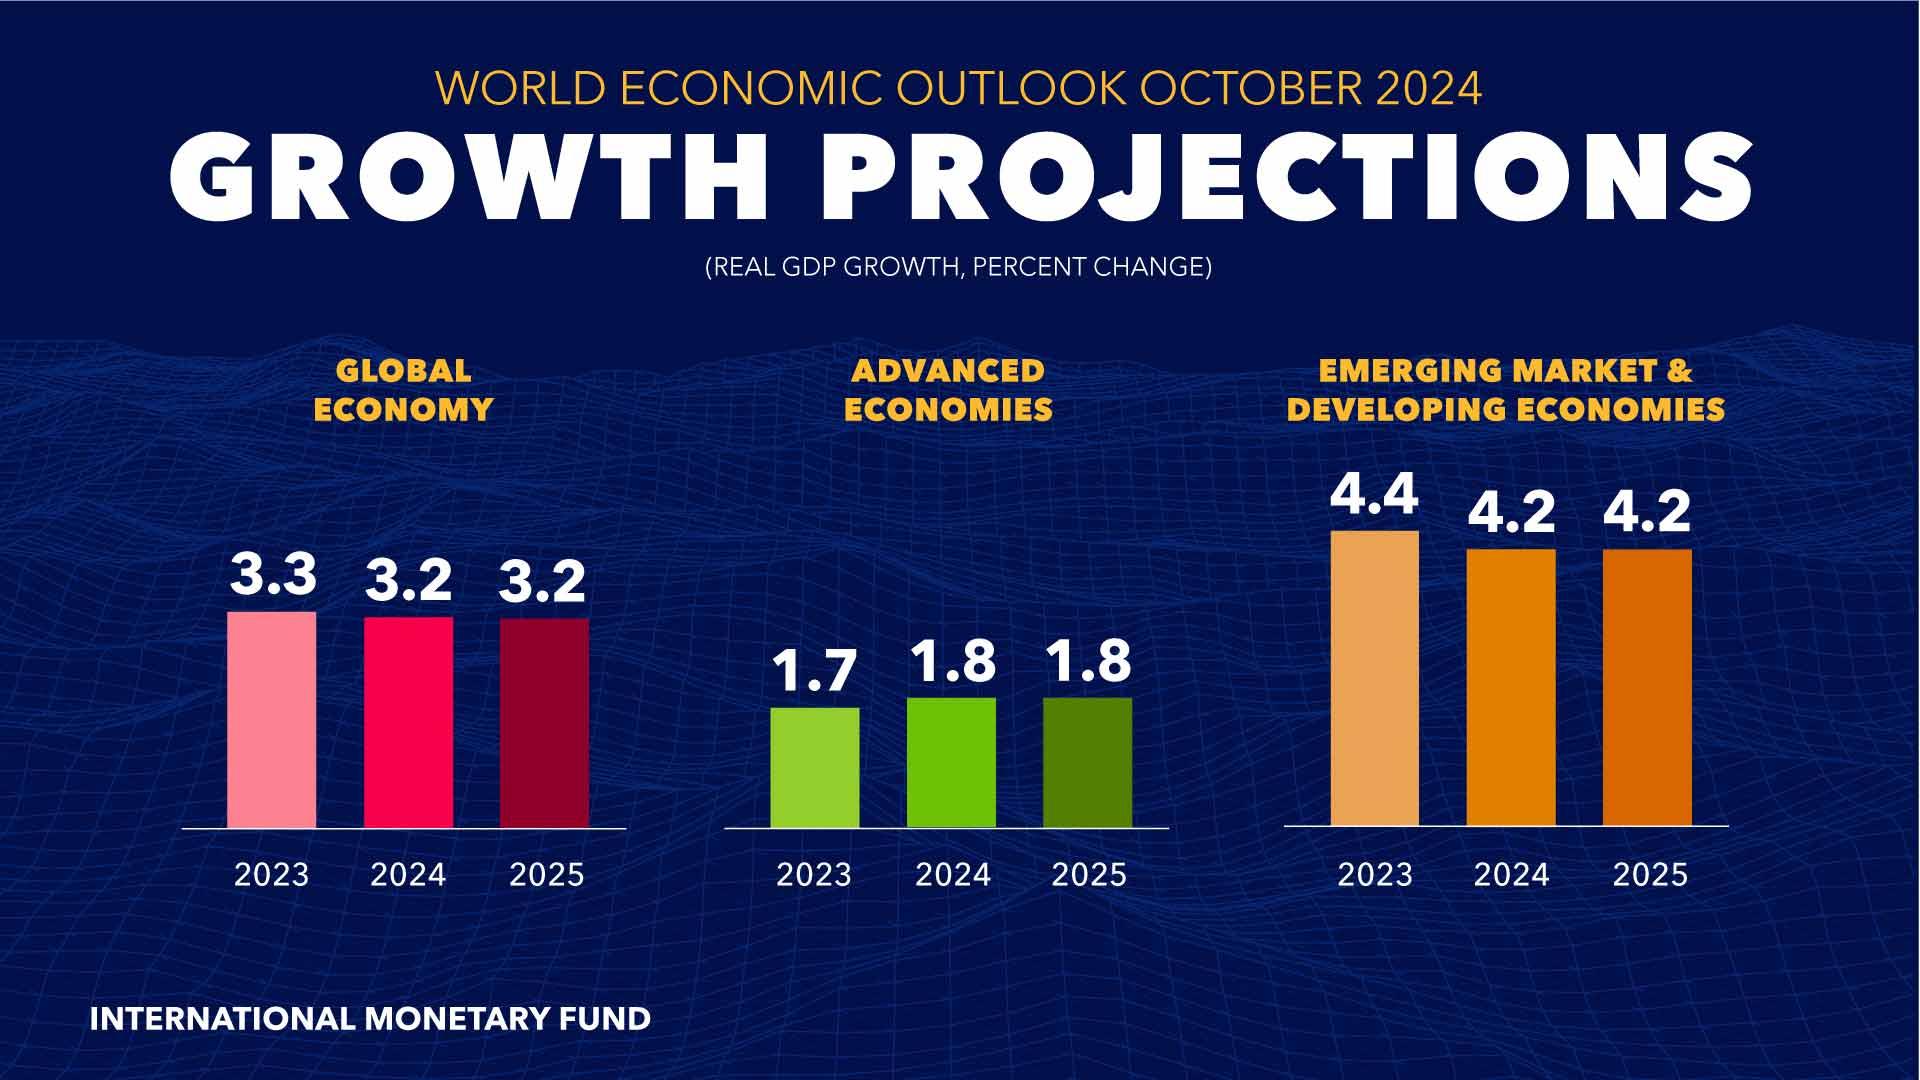 WORLD ECONOMIC OUTLOOK OCTOBER 2024
GROWTH PROJECTIONS
(REAL GDP GROWTH, PERCENT CHANGE)
GLOBAL
ECONOMY
3.3 3.2 3.2
2023 2024 2025
ADVANCED
ECONOMIES
1.7 1.8 1.8
2023 2024 2025
EMERGING MARKET &
DEVELOPING ECONOMIES
4.4 4.2 4.2
2023 2024 2025
INTERNATIONAL MONETARY FUND